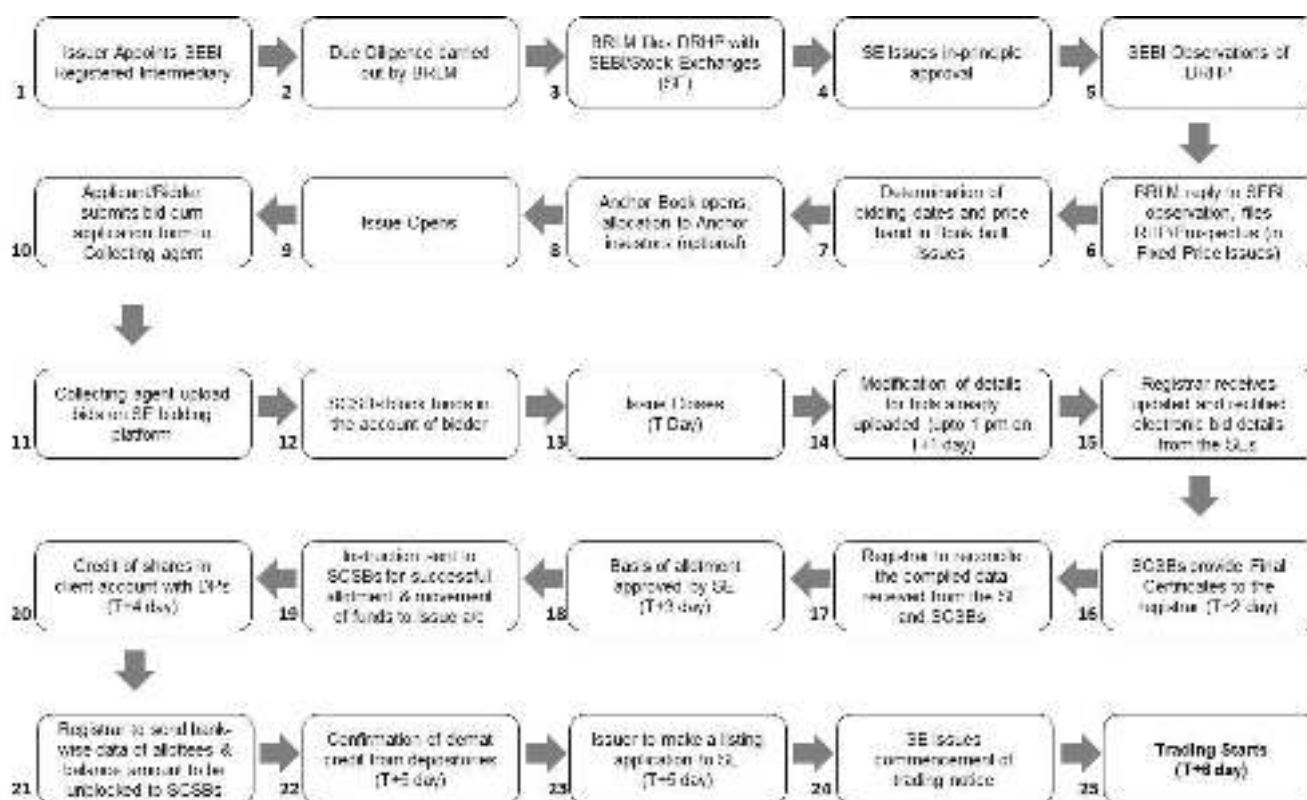 Issuer Appoints SEBI
Registered Intermediary
1
Due Diligence carried
out by BRLM
2
BRLM files DRHP with
SEBI/Stock Exchanges
(SE)
3
SE Issues in-principle
approval
4
SEBI Observations of
DRHP
5
BRLM reply to SEBI
observation, files
RHP/Prospectus (in
Fixed Price Issues)
6
Determination of
bidding dates and price
band in Book built
Issues
7
Anchor Book opens,
allocation to Anchor
investors (optional)
8
Issue Opens
9
Applicant/Bidder
submits bid cum
application form to
Collecting agent
10
Collecting agent upload
bids on SE bidding
platform
11
SCSBs block funds in
the account of bidder
12
Issue Closes
(T Day)
13
Modification of details
for bids already
uploaded (upto 1 pm on
T+1 day)
14
Registrar receives
updated and rectified
electronic bid details
from the SEs
15
SCSBs provide Final
Certificates to the
registrar (T+2 day)
16
Registrar to reconcile
the compiled data
received from the SE
and SCSBs
17
Basis of allotment
approved by SE
(T+3 day)
18
Instruction sent to
SCSBs for successful
allotment & movement
of funds to Issue a/c
19
Credit of shares in
client account with DPs
(T+4 day)
20
Registrar to send bank-
wise data of allottees &
balance amount to be
unblocked to SCSBs
21
Confirmation of demat
credit from depositories
(T+5 day)
22
Issuer to make a listing
application to SE
(T+5 day)
23
SE Issues
commencement of
trading notice
24
Trading Starts
(T+6 day)
25